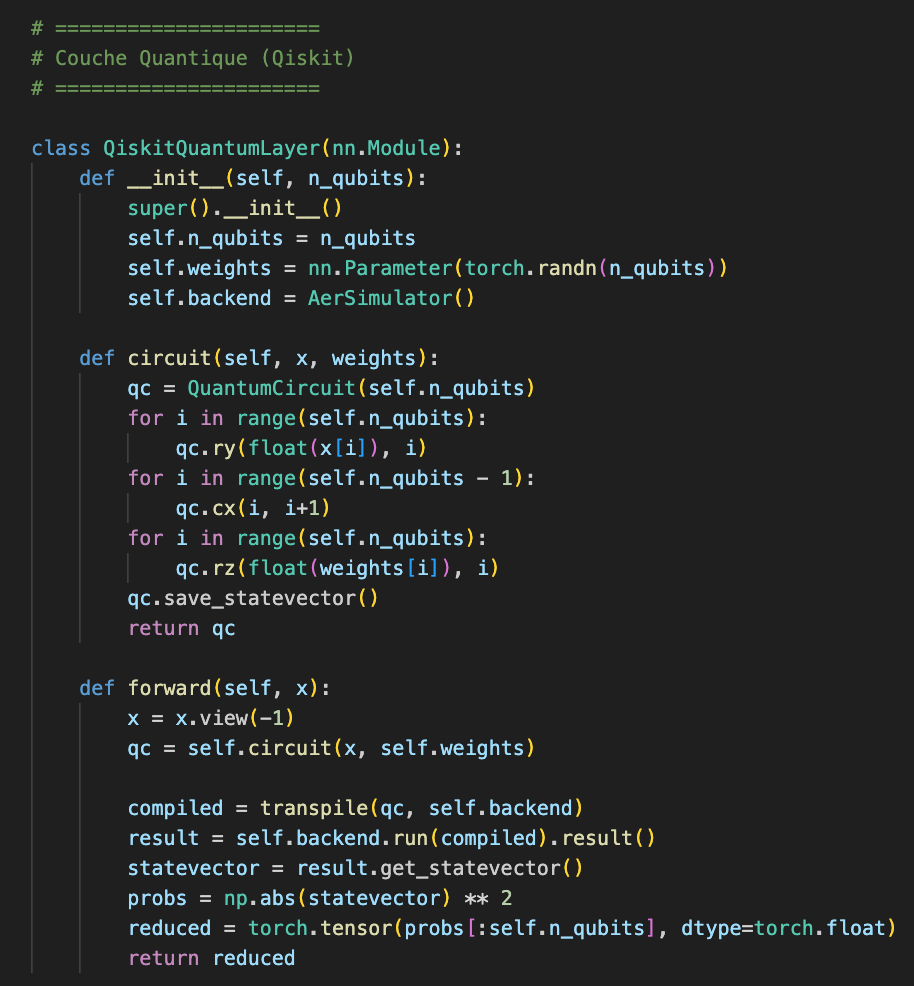 # ======================
# Couche Quantique (Qiskit)
# ======================

class QiskitQuantumLayer(nn.Module):
    def __init__(self, n_qubits):
        super().__init__()
        self.n_qubits = n_qubits
        self.weights = nn.Parameter(torch.randn(n_qubits))
        self.backend = AerSimulator()

    def circuit(self, x, weights):
        qc = QuantumCircuit(self.n_qubits)
        for i in range(self.n_qubits):
            qc.ry(float(x[i]), i)
        for i in range(self.n_qubits - 1):
            qc.cx(i, i+1)
        for i in range(self.n_qubits):
            qc.rz(float(weights[i]), i)
        qc.save_statevector()
        return qc

    def forward(self, x):
        x = x.view(-1)
        qc = self.circuit(x, self.weights)

        compiled = transpile(qc, self.backend)
        result = self.backend.run(compiled).result()
        statevector = result.get_statevector()
        probs = np.abs(statevector) ** 2
        reduced = torch.tensor(probs[:self.n_qubits], dtype=torch.float)
        return reduced